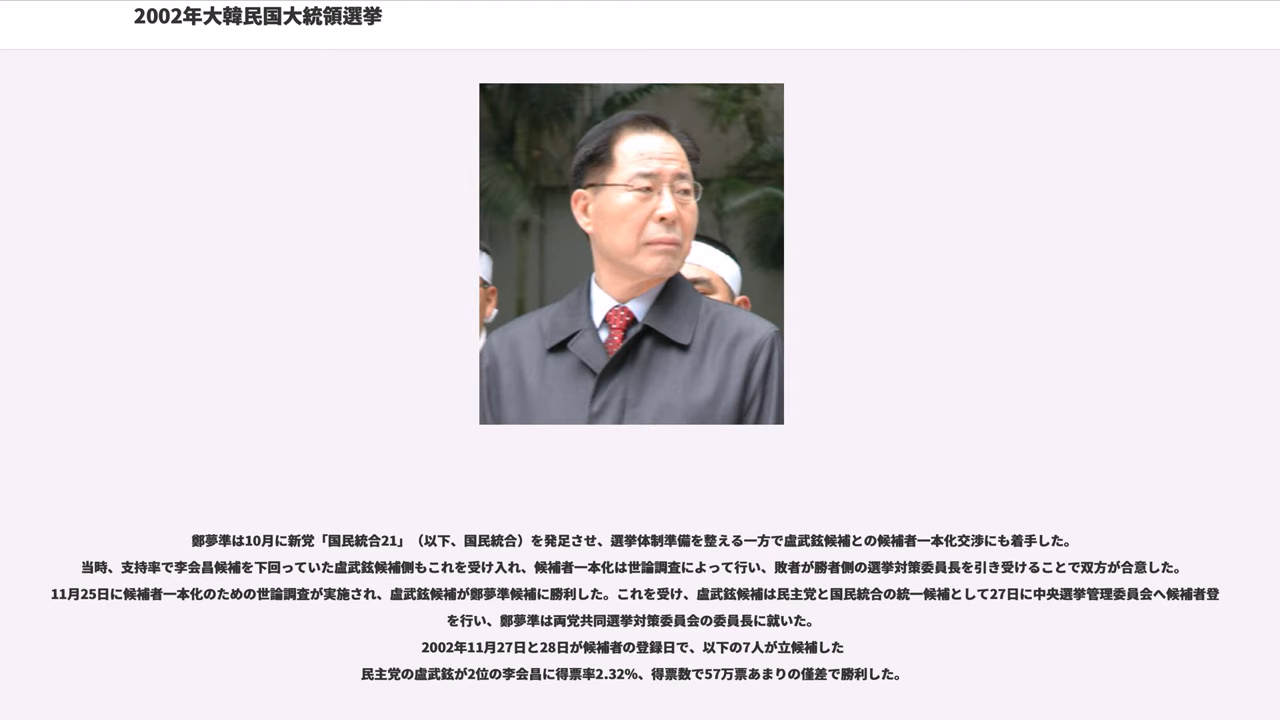 2002年大韓民国大統領選挙
鄭夢準は10月に新党「国民統合21」（以下、国民統合）を発足させ、選挙体制準備を整える一方で盧武鉉候補との候補者一本化交渉にも着手した。
当時、支持率で李会昌候補を下回っていた盧武鉉候補側もこれを受け入れ、候補者一本化は世論調査によって行い、敗者が勝者側の選挙対策委員長を引き受けることで双方が合意した。
11月25日に候補者一本化のための世論調査が実施され、盧武鉉候補が鄭夢準候補に勝利した。これを受け、盧武鉉候補は民主党と国民統合の統一候補として27日に中央選挙管理委員会へ候補者登
を行い、鄭夢準は両党共同選挙対策委員会の委員長に就いた。
2002年11月27日と28日が候補者の登録日で、以下の7人が立候補した
民主党の盧武鉉が2位の李会昌に得票率2.32%、得票数で57万票あまりの僅差で勝利した。